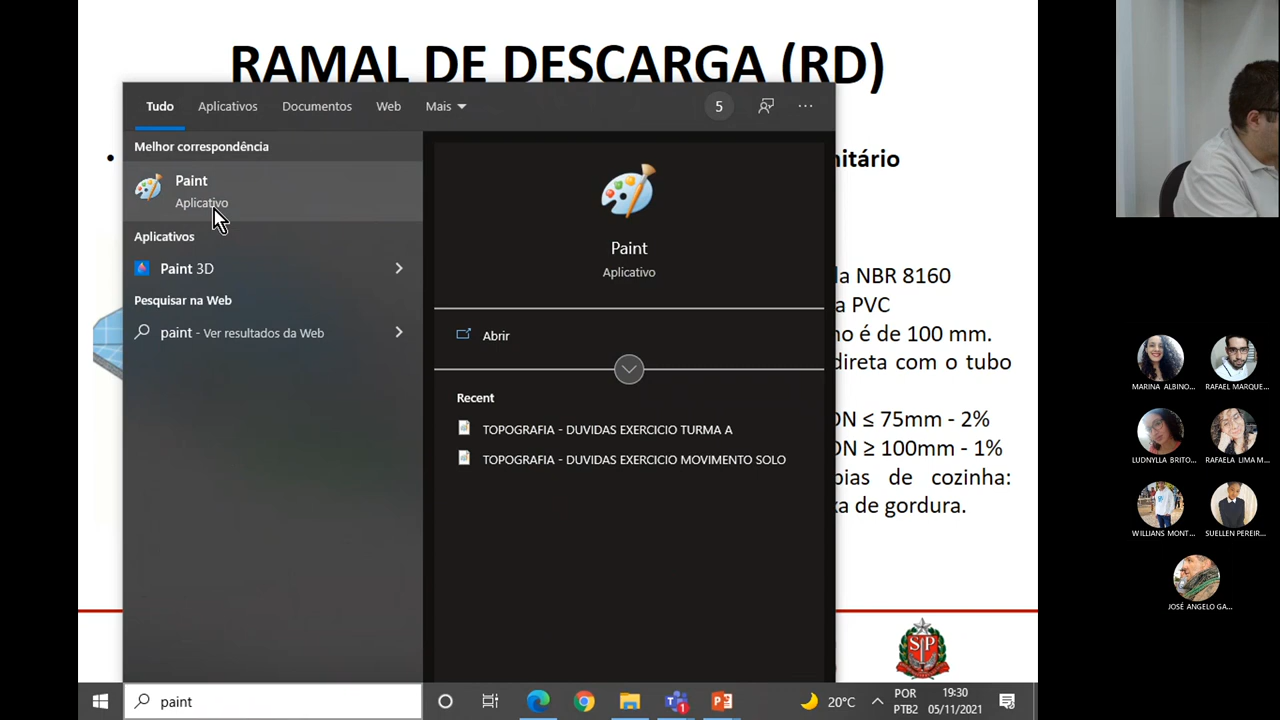 RAMAL DE DESCARGA (RD)
Tudo Aplicativos Documentos Web Mais 5 ...
Melhor correspondência
Paint
Aplicativo
Aplicativos
Paint 3D
Pesquisar na Web
paint - Ver resultados da Web
Paint
Aplicativo
Abrir
Recent
TOPOGRAFIA - DUVIDAS EXERCICIO TURMA A
TOPOGRAFIA - DUVIDAS EXERCICIO MOVIMENTO SOLO
•
nitário
la NBR 8160
a PVC
no é de 100 mm.
direta com o tubo
DN ≤ 75mm - 2%
DN ≥ 100mm - 1%
pias de cozinha:
xa de gordura.
SP
MARINA ALBINO...
RAFAEL MARQUE...
LUDNYLLA BRITO...
RAFAELA LIMA M...
WILLIANS MONT...
SUELLEN PEREIR...
JOSÉ ANGELO GA...
paint
1
20°C
POR
PTB2
19:30
05/11/2021